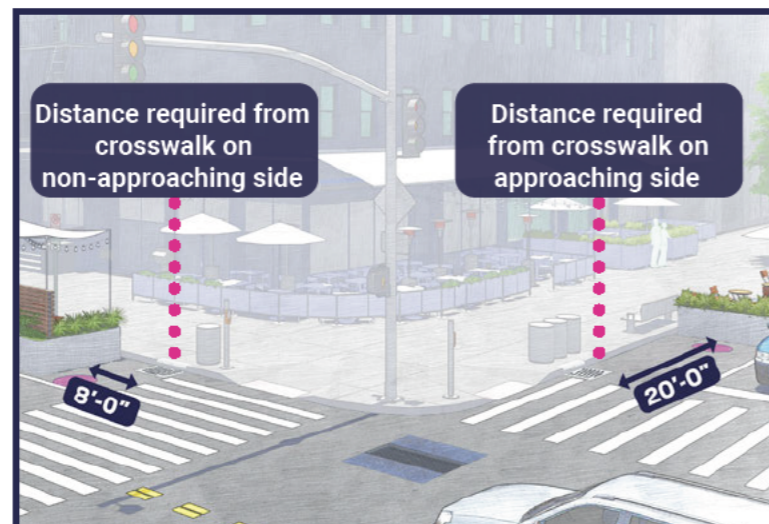 Distance required from
crosswalk on
non-approaching side
Distance required
from crosswalk on
approaching side
8'-0"
20'-0"